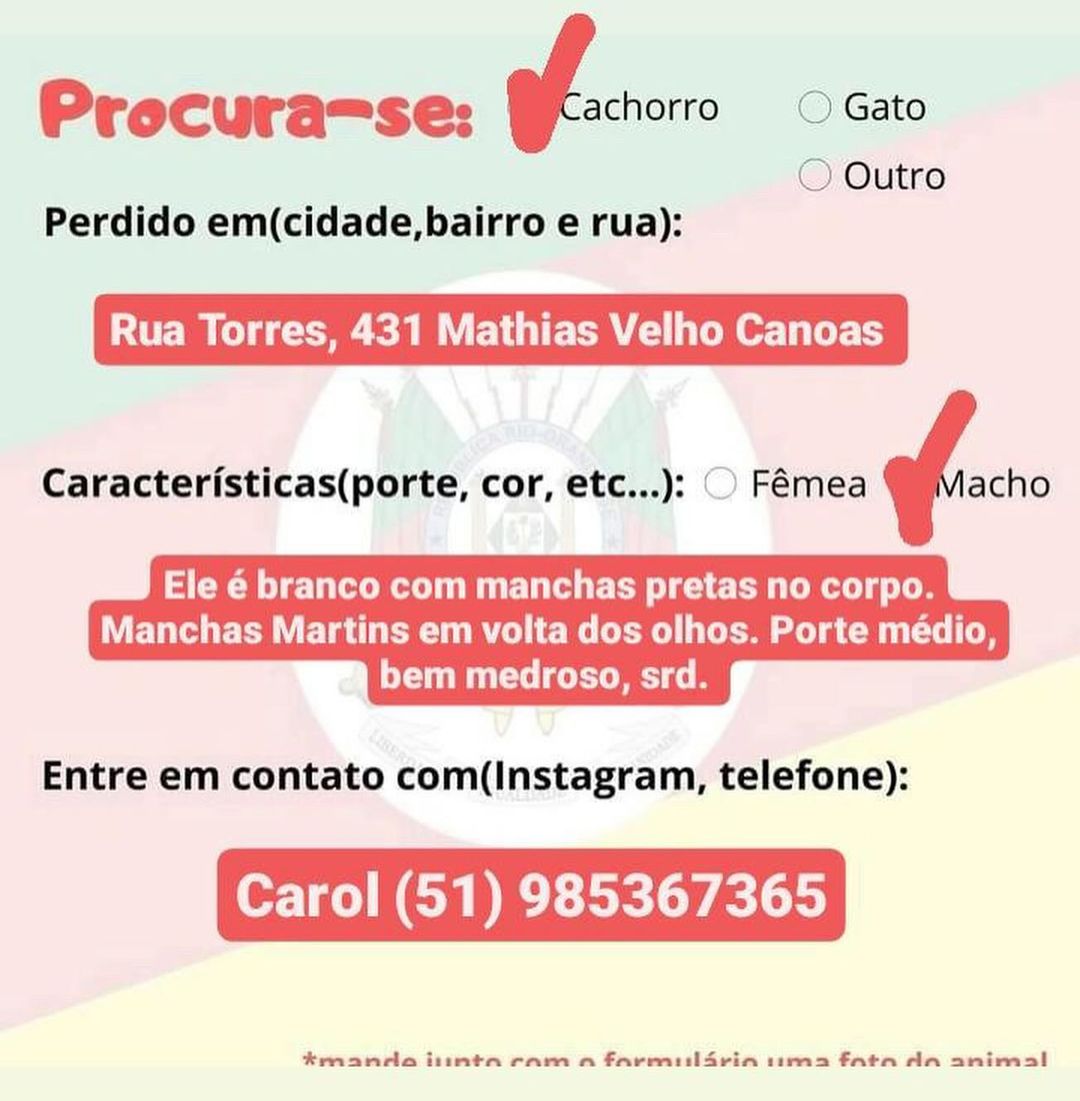 Procura-se:
Cachorro
Gato
Outro
Perdido em(cidade,bairro e rua):
Rua Torres, 431 Mathias Velho Canoas
Características(porte, cor, etc...): Fêmea Macho
Ele é branco com manchas pretas no corpo.
Manchas Martins em volta dos olhos. Porte médio,
bem medroso, srd.
Entre em contato com(Instagram, telefone):
Carol (51) 985367365
*mande junto com o formulário uma foto do animal